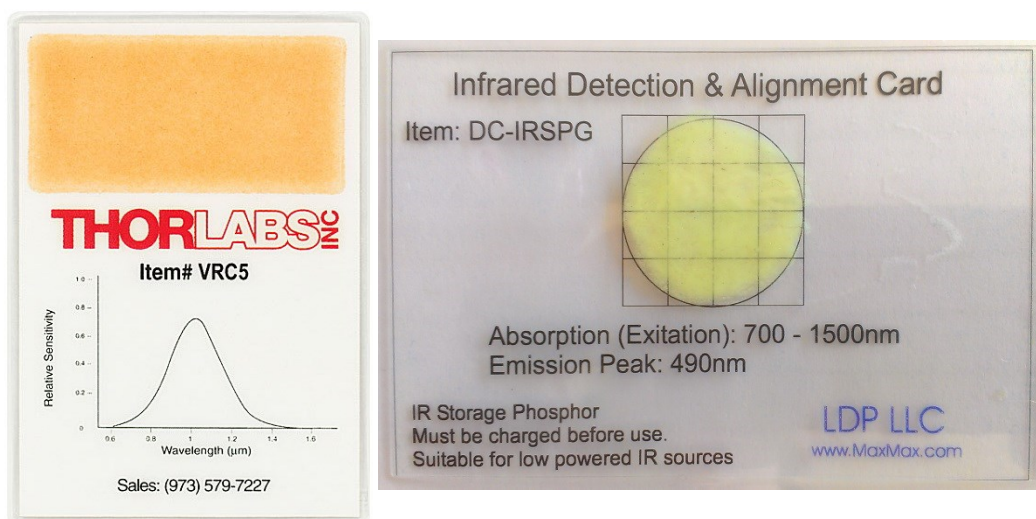 THORLABS INC
Item# VRC5
Relative Sensitivity
1 0
0.8
0.6
0.4
0.2
0
0.6 0.8 1 1.2 1.4 1.6
Wavelength (µm)
Sales: (973) 579-7227
Infrared Detection & Alignment Card
Item: DC-IRSPG
Absorption (Exitation): 700 - 1500nm
Emission Peak: 490nm
IR Storage Phosphor
Must be charged before use.
Suitable for low powered IR sources
LDP LLC
www.MaxMax.com